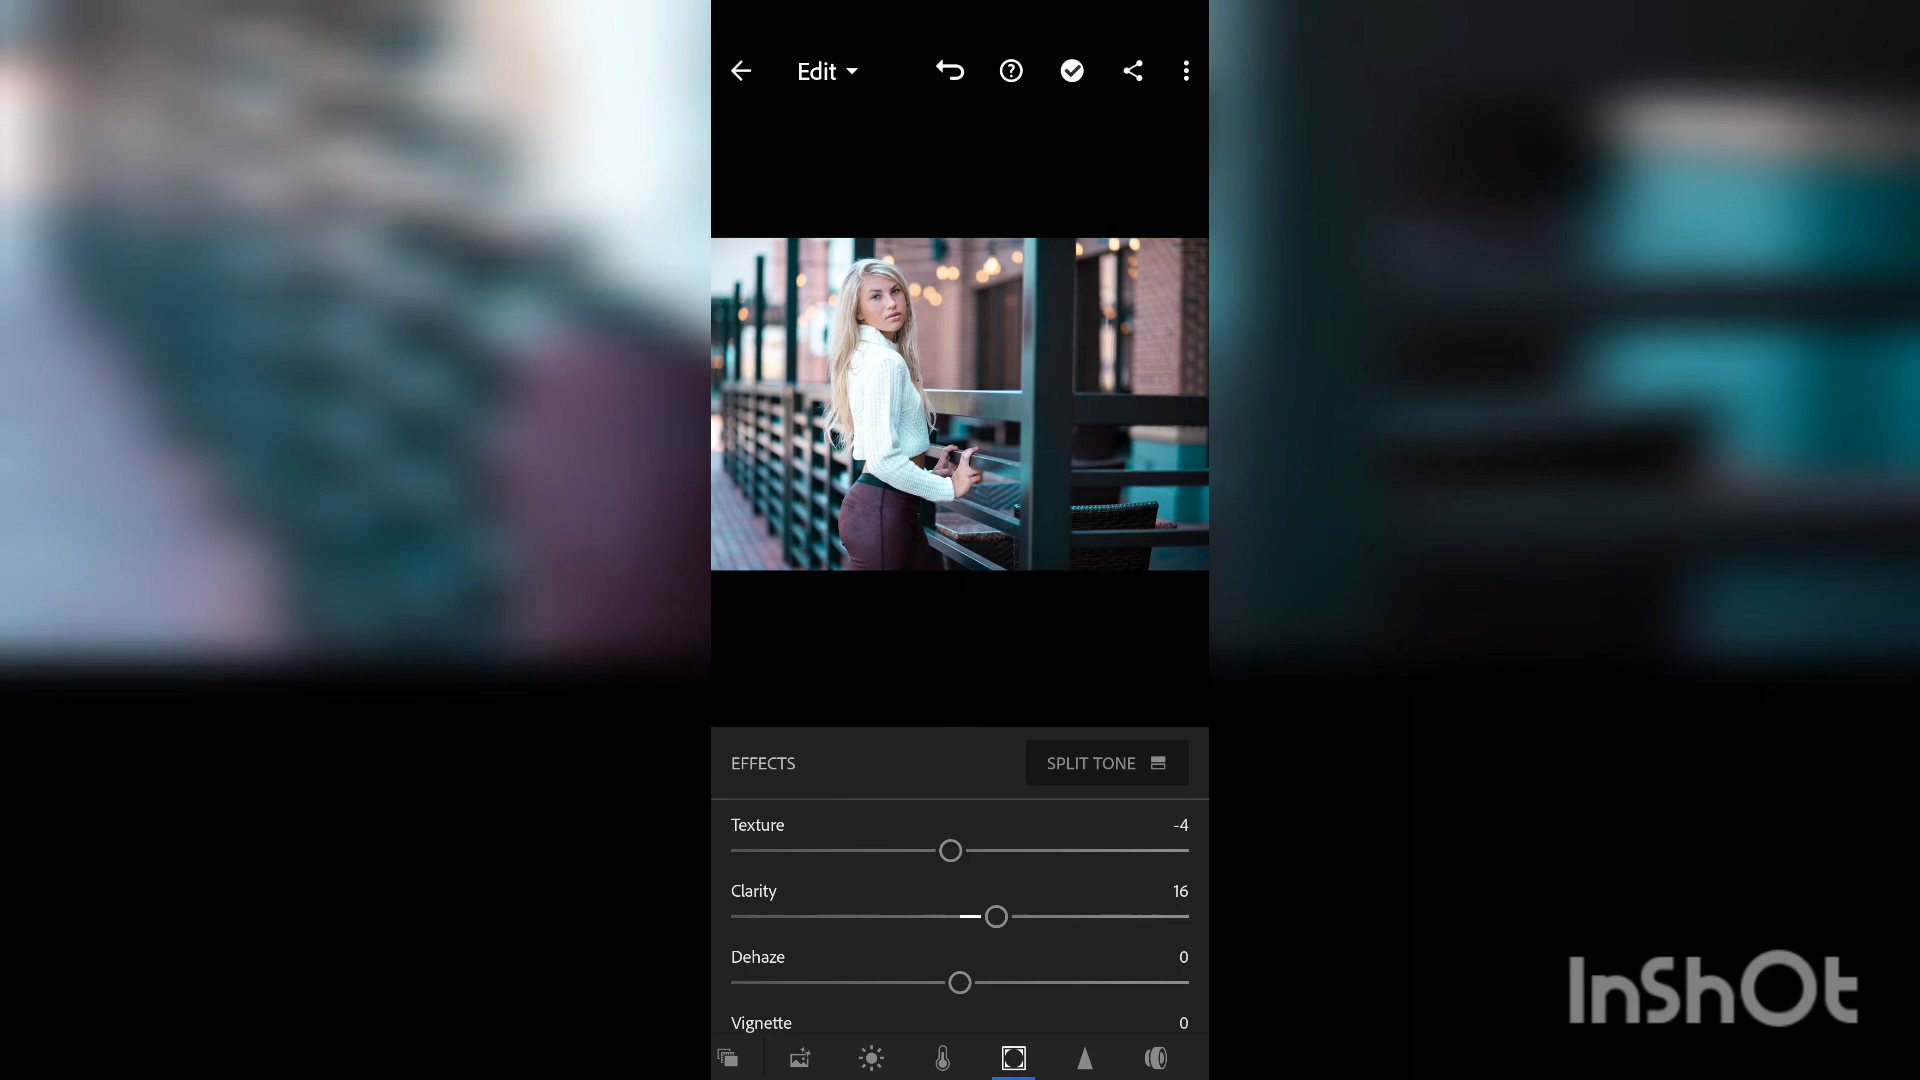 Edit
EFFECTS
SPLIT TONE
Texture -4
Clarity 16
Dehaze 0
Vignette 0
InShOt